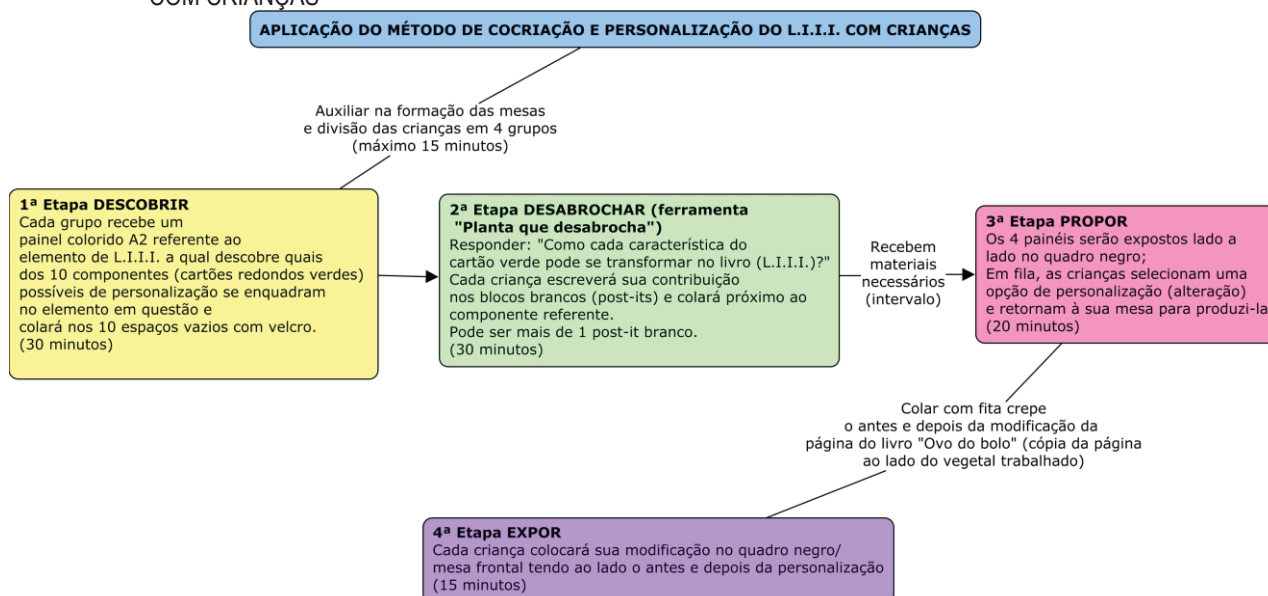 COM CRIANÇAS
APLICAÇÃO DO MÉTODO DE COCRIAÇÃO E PERSONALIZAÇÃO DO L.I.I.I. COM CRIANÇAS
Auxiliar na formação das mesas
e divisão das crianças em 4 grupos
(máximo 15 minutos)
1ª Etapa DESCOBRIR
Cada grupo recebe um
painel colorido A2 referente ao
elemento de L.I.I.I. a qual descobre quais
dos 10 componentes (cartões redondos verdes)
possíveis de personalização se enquadram
no elemento em questão e
colará nos 10 espaços vazios com velcro.
(30 minutos)
2ª Etapa DESABROCHAR (ferramenta
"Planta que desabrocha")
Responder: "Como cada característica do
cartão verde pode se transformar no livro (L.I.I.I.)?"
Cada criança escreverá sua contribuição
nos blocos brancos (post-its) e colará próximo ao
componente referente.
Pode ser mais de 1 post-it branco.
(30 minutos)
Recebem
materiais
necessários
(intervalo)
3ª Etapa PROPOR
Os 4 painéis serão expostos lado a
lado no quadro negro;
Em fila, as crianças selecionam uma
opção de personalização (alteração)
e retornam à sua mesa para produzi-la
(20 minutos)
Colar com fita crepe
o antes e depois da modificação da
página do livro "Ovo do bolo" (cópia da página
ao lado do vegetal trabalhado)
4ª Etapa EXPOR
Cada criança colocará sua modificação no quadro negro/
mesa frontal tendo ao lado o antes e depois da personalização
(15 minutos)